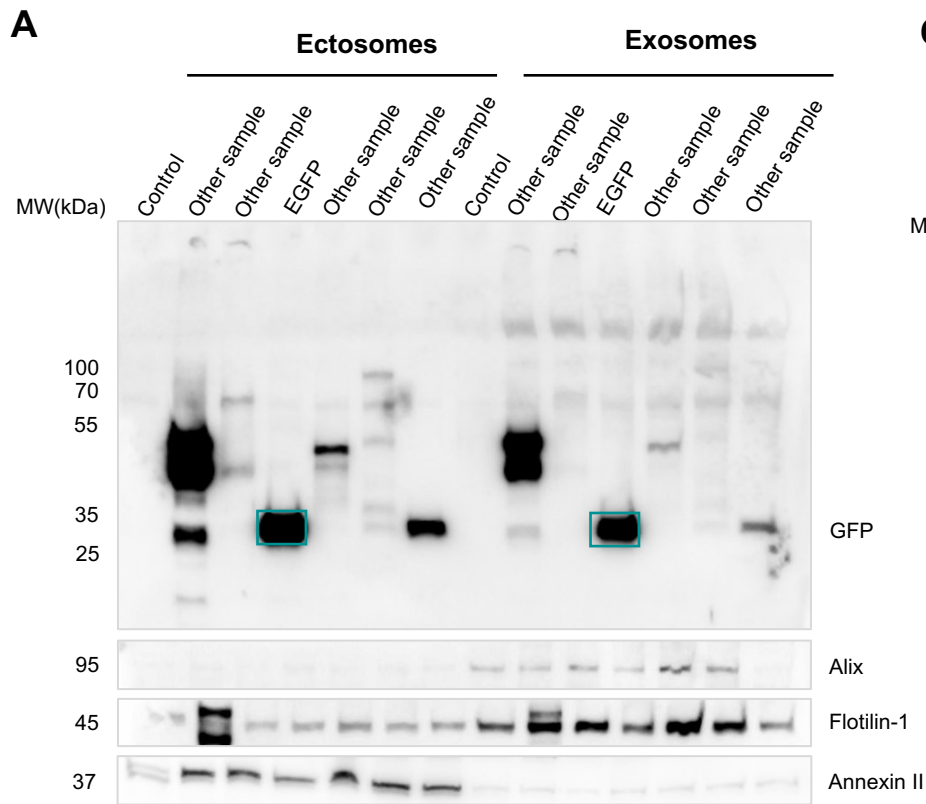 A
Ectosomes
Exosomes
Control
Other sample
Other sample
EGFP
Other sample
Other sample
Other sample
Control
Other sample
Other sample
EGFP
Other sample
Other sample
Other sample
MW(kDa)
100
70
55
35
25
GFP
95
Alix
45
Flotilin-1
37
Annexin II